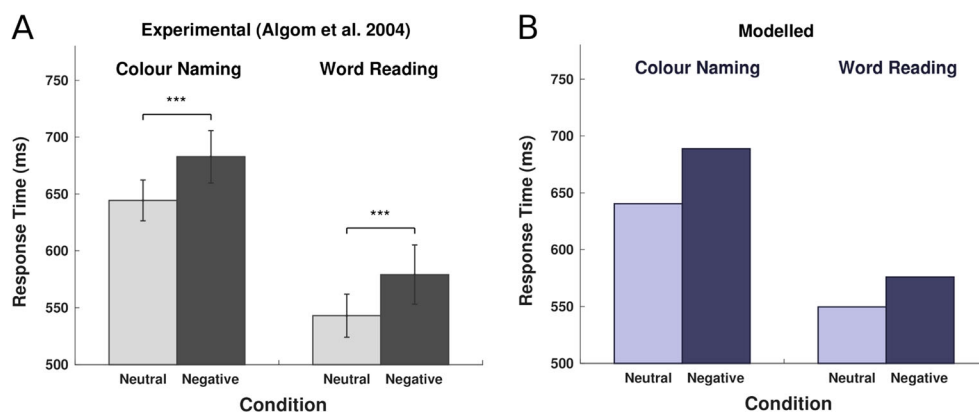 A
Experimental (Algom et al. 2004)
Colour Naming
Word Reading
750
700
650
600
550
500
Response Time (ms)
***
***
Neutral
Negative
Neutral
Negative
Condition
B
Modelled
Colour Naming
Word Reading
750
700
650
600
550
500
Response Time (ms)
Neutral
Negative
Neutral
Negative
Condition